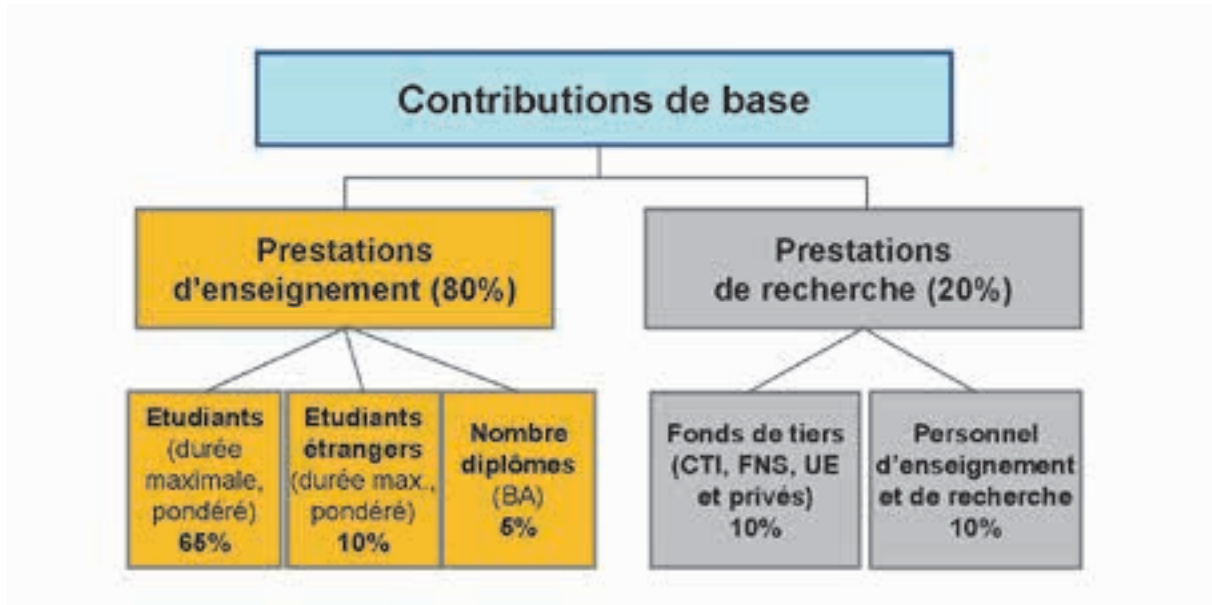 Contributions de base
Prestations
d'enseignement (80%)
Prestations
de recherche (20%)
Etudiants
(durée
maximale,
pondéré)
65%
Etudiants
étrangers
(durée max.,
pondéré)
10%
Nombre
diplômes
(BA)
5%
Fonds de tiers
(CTI, FNS, UE
et privés)
10%
Personnel
d'enseignement
et de recherche
10%